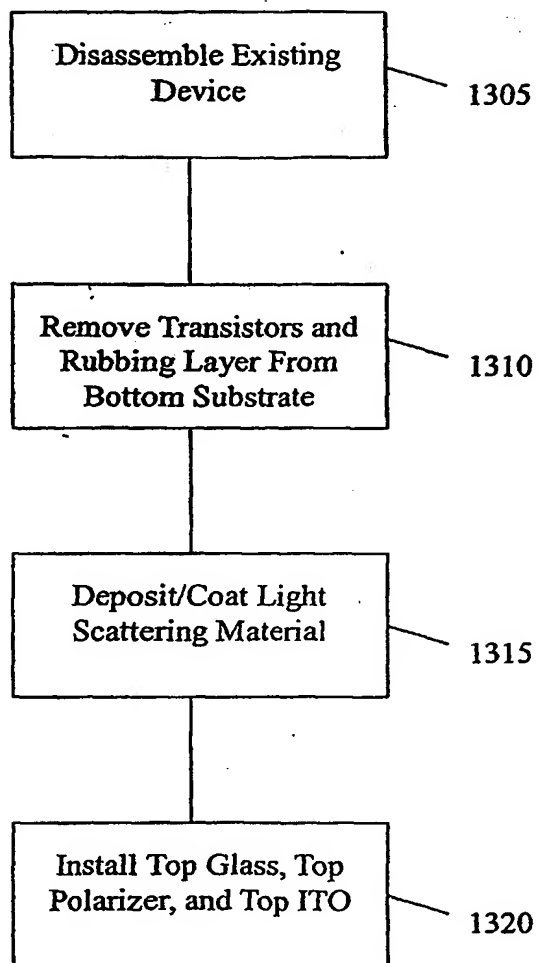 Disassemble Existing
Device
1305
Remove Transistors and
Rubbing Layer From
Bottom Substrate
1310
Deposit/Coat Light
Scattering Material
1315
Install Top Glass, Top
Polarizer, and Top ITO
1320